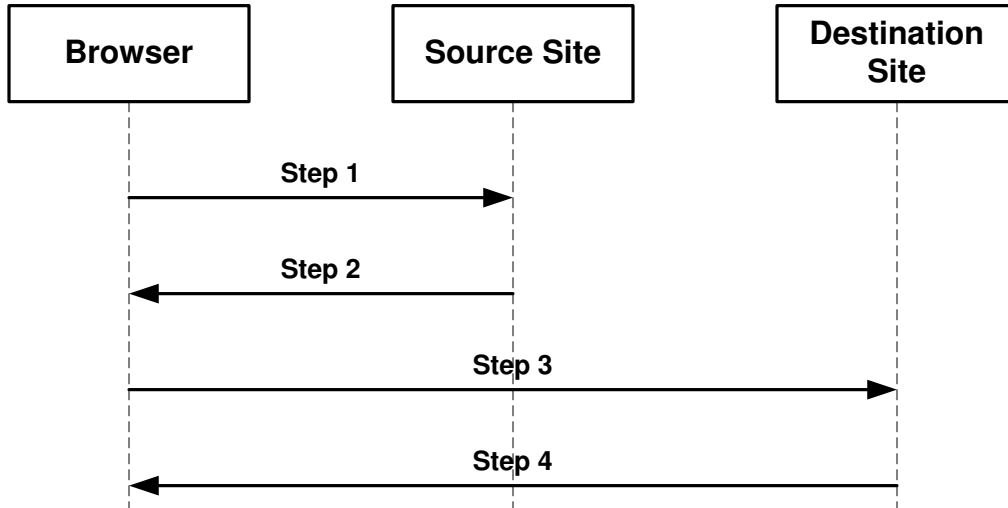 Browser
Source Site
Destination
Site
Step 1
Step 2
Step 3
Step 4